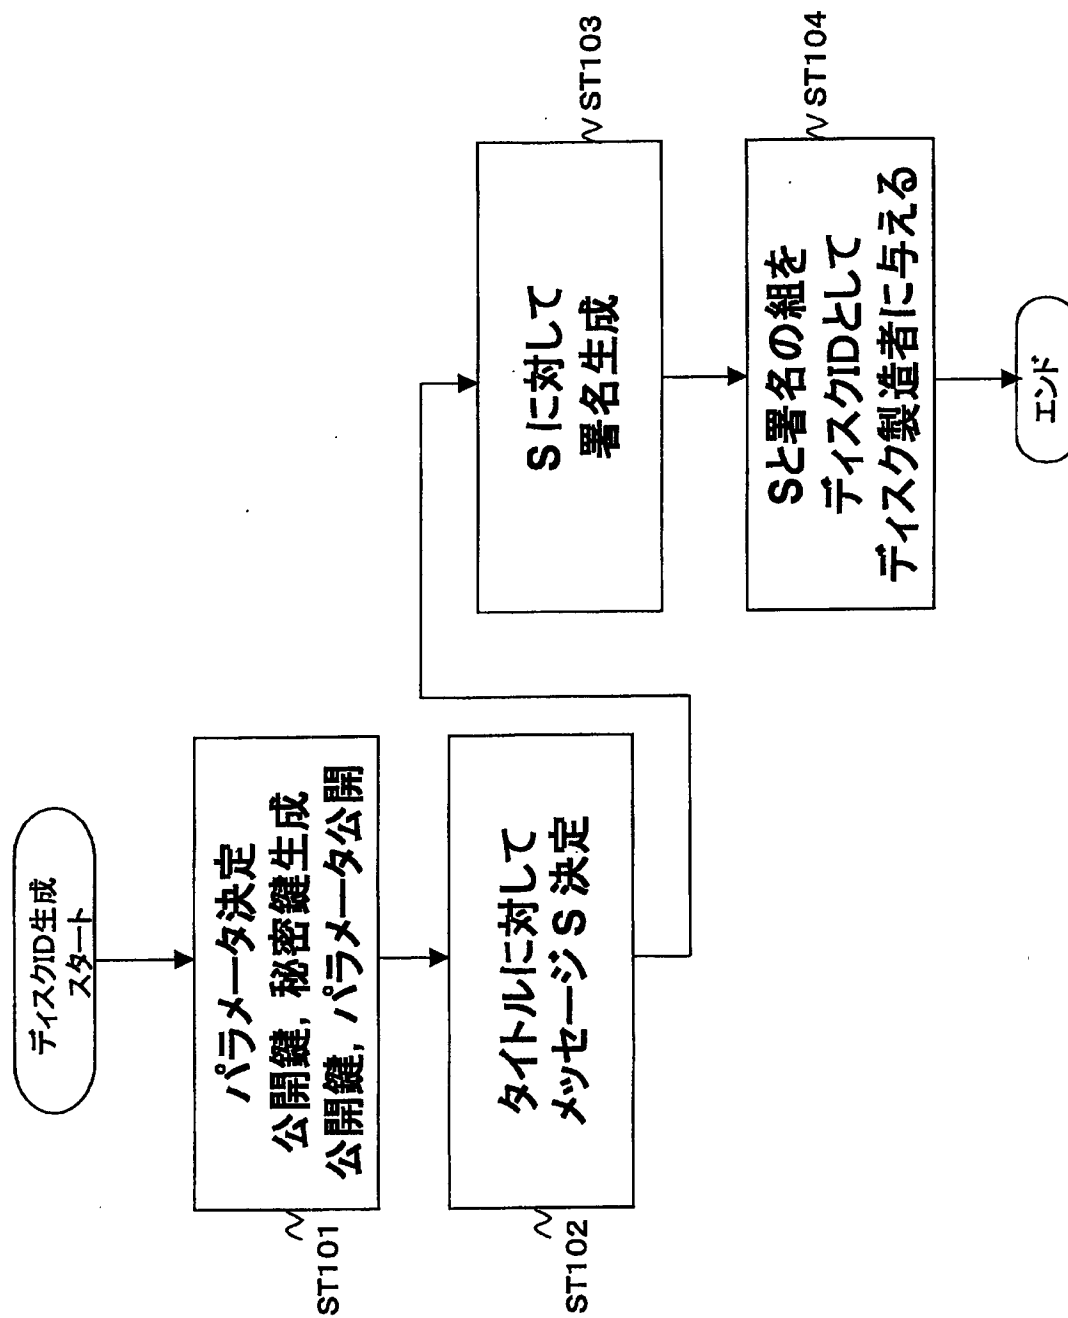 ディスクID生成
スタート
パラメータ決定
公開鍵, 秘密鍵生成
公開鍵, パラメータ公開
ST101
タイトルに対して
メッセージ S 決定
ST102
S に対して
署名生成
ST103
Sと署名の組を
ディスクIDとして
ディスク製造者に与える
ST104
エンド